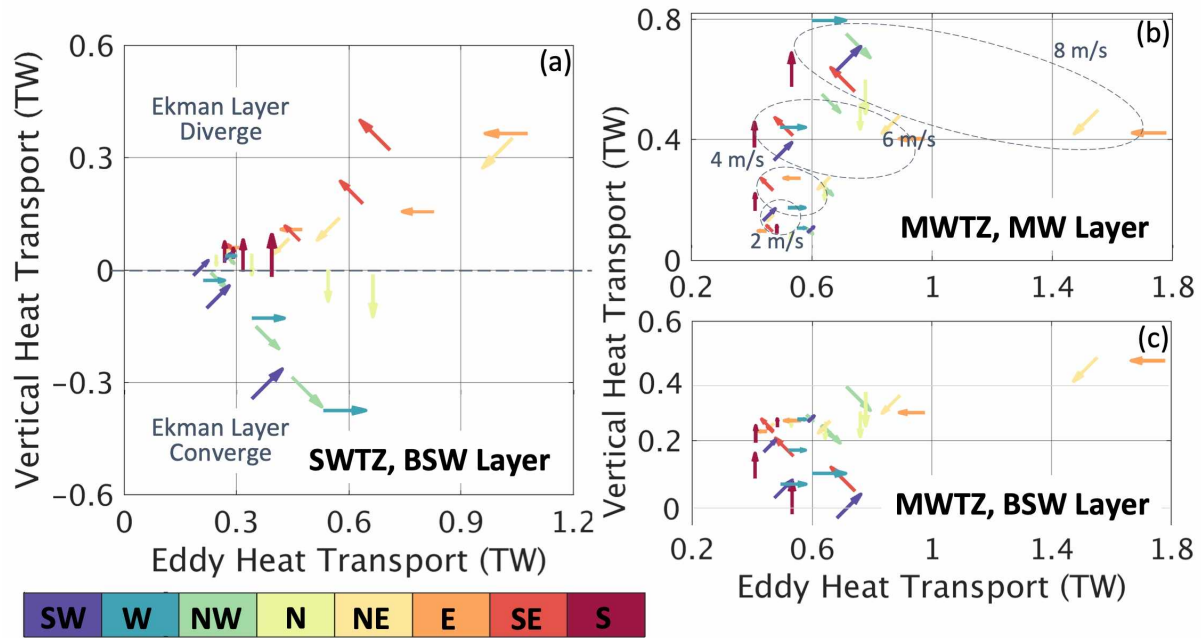 (a)
Ekman Layer
Diverge
Ekman Layer
Converge
SWTZ, BSW Layer
Vertical Heat Transport (TW)
0.6
0.3
0
−0.3
−0.6
0
0.3
0.6
0.9
1.2
Eddy Heat Transport (TW)
(b)
8 m/s
6 m/s
4 m/s
2 m/s
MWTZ, MW Layer
Vertical Heat Transport (TW)
0.8
0.4
0
0.2
0.6
1
1.4
1.8
(c)
MWTZ, BSW Layer
0.6
0.4
0.2
0
0.2
0.6
1
1.4
1.8
Eddy Heat Transport (TW)
SW W NW N NE E SE S